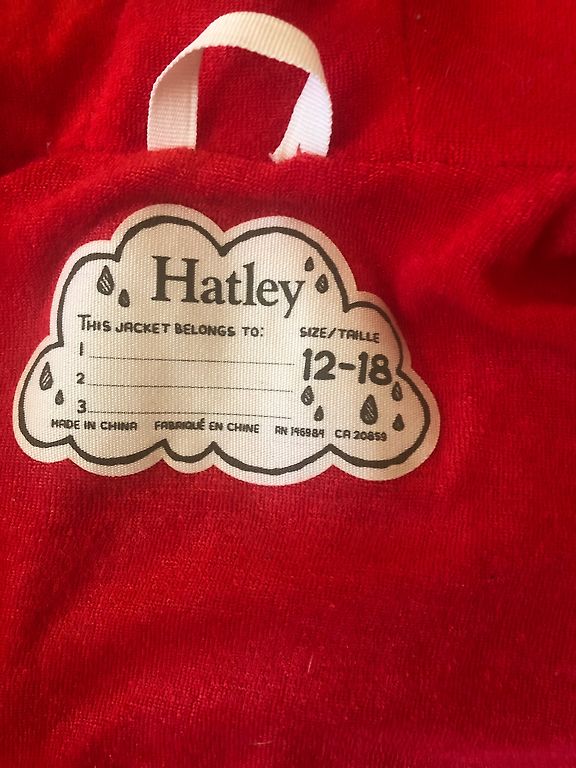 Hatley
THIS JACKET BELONGS TO:
SIZE/TAILLE
1
12-18
2
3
MADE IN CHINA FABRIQUÉ EN CHINE RN 146984 CA 20859